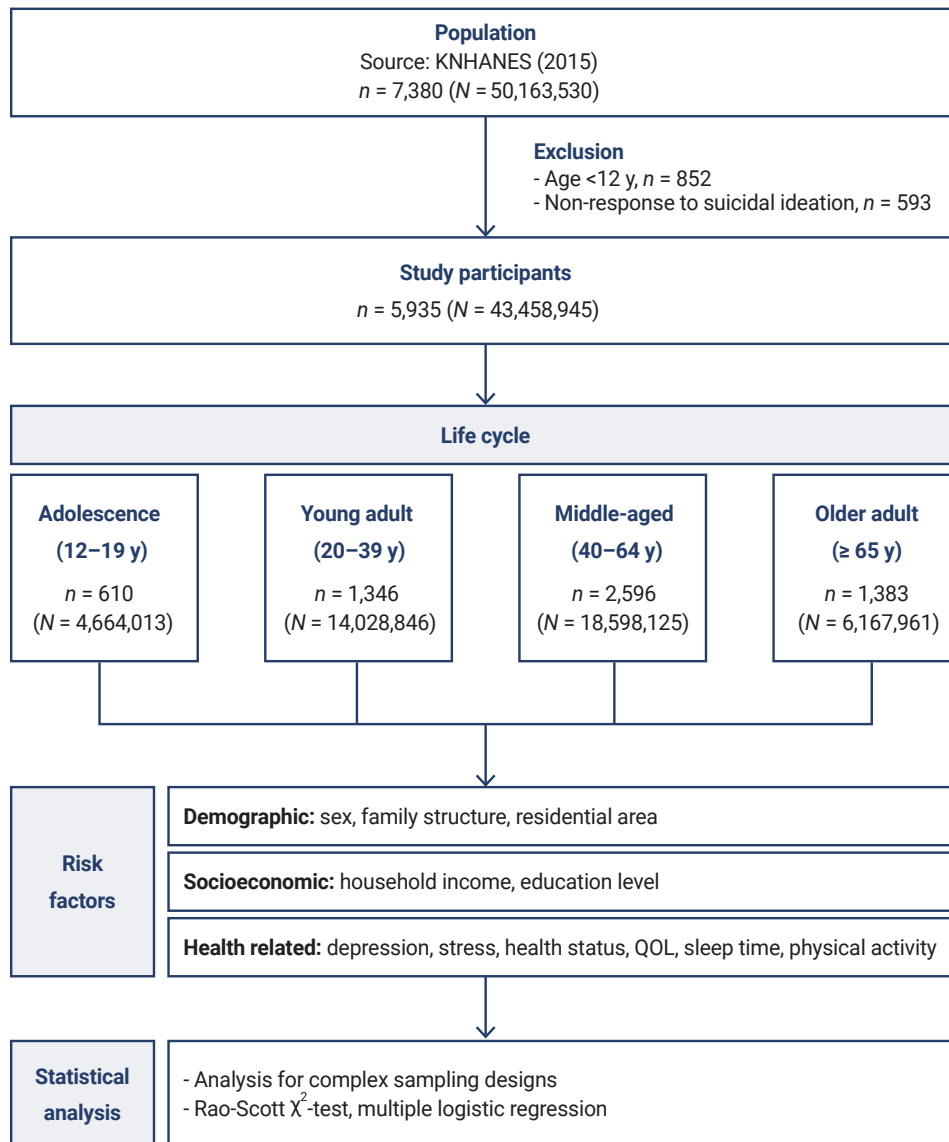 Population
Source: KNHANES (2015)
n = 7,380 (N = 50,163,530)
Exclusion
- Age <12 y, n = 852
- Non-response to suicidal ideation, n = 593
Study participants
n = 5,935 (N = 43,458,945)
Life cycle
Adolescence
(12–19 y)
n = 610
(N = 4,664,013)
Young adult
(20–39 y)
n = 1,346
(N = 14,028,846)
Middle-aged
(40–64 y)
n = 2,596
(N = 18,598,125)
Older adult
(≥ 65 y)
n = 1,383
(N = 6,167,961)
Risk
factors
Demographic: sex, family structure, residential area
Socioeconomic: household income, education level
Health related: depression, stress, health status, QOL, sleep time, physical activity
Statistical
analysis
- Analysis for complex sampling designs
- Rao-Scott χ²-test, multiple logistic regression